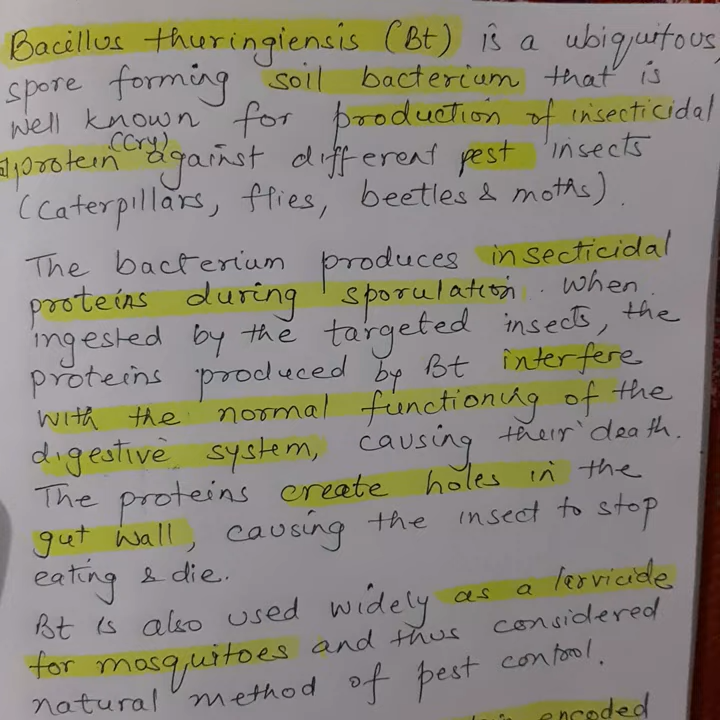 Bacillus thuringiensis (Bt) is a ubiquitous,
spore forming soil bacterium that is
well known for production of insecticidal
(Cry)
protein against different pest insects
(caterpillars, flies, beetles & moths).
The bacterium produces insecticidal
proteins during sporulation. When
ingested by the targeted insects, the
proteins produced by Bt interfere
with the normal functioning of the
digestive system, causing their death.
The proteins create holes in the
gut wall, causing the insect to stop
eating & die.
Bt is also used widely as a larvicide
for mosquitoes and thus considered
natural method of pest control.
encoded